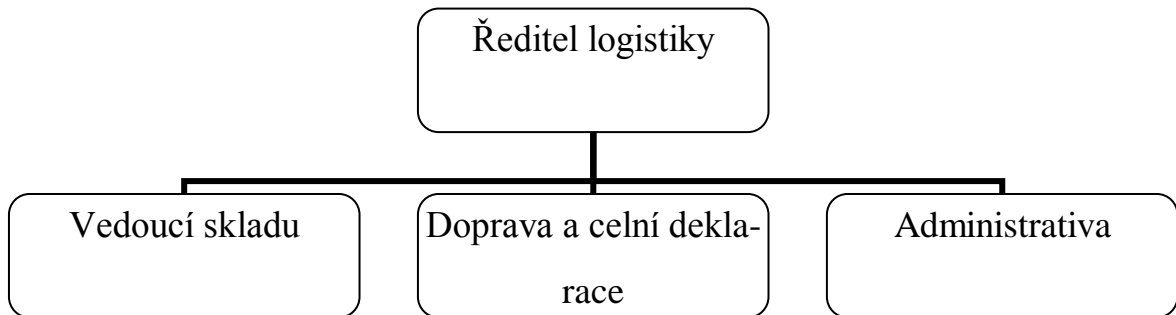 Ředitel logistiky
Vedoucí skladu
Doprava a celní dekla-
race
Administrativa